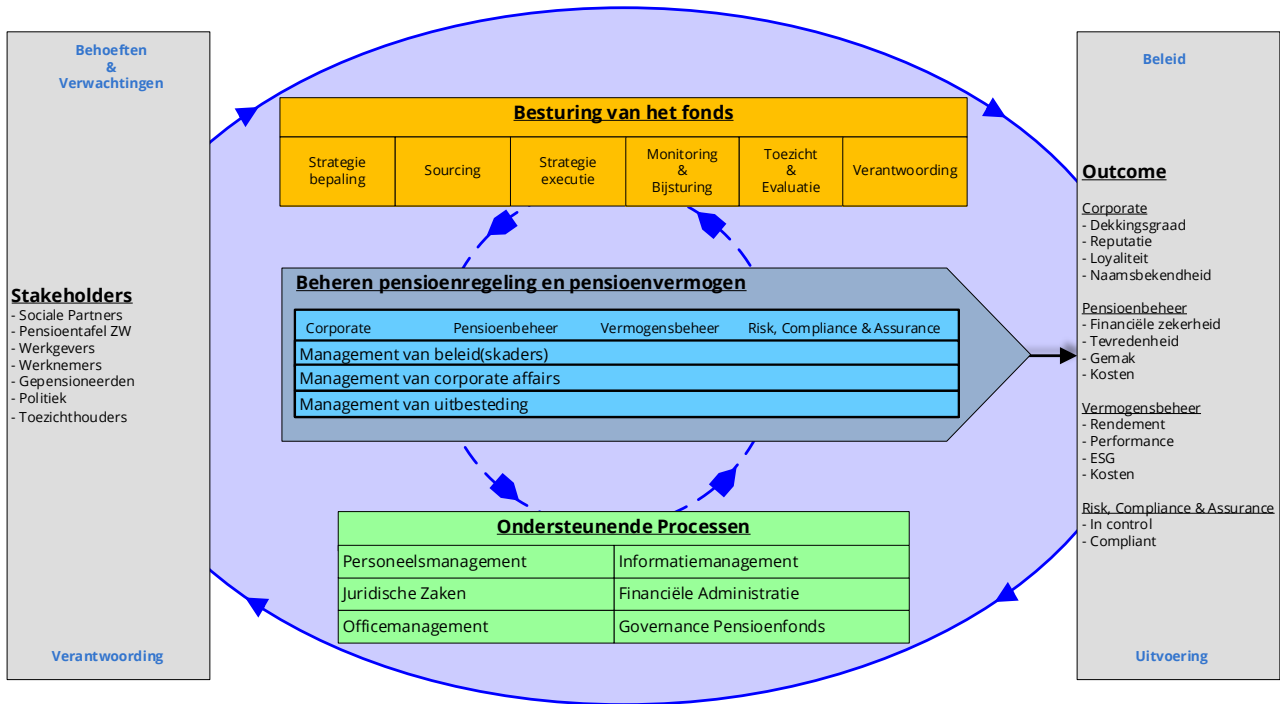 Behoeften
&
Verwachtingen
Stakeholders
- Sociale Partners
- Pensioentafel ZW
- Werkgevers
- Werknemers
- Gepensioneerden
- Politiek
- Toezichthouders
Verantwoording
Besturing van het fonds
Strategie
bepaling
Sourcing
Strategie
executie
Monitoring
&
Bijsturing
Toezicht
&
Evaluatie
Verantwoording
Beheren pensioenregeling en pensioenvermogen
Corporate Pensioenbeheer Vermogensbeheer Risk, Compliance & Assurance
Management van beleid(skaders)
Management van corporate affairs
Management van uitbesteding
Ondersteunende Processen
Personeelsmanagement Informatiemanagement
Juridische Zaken Financiële Administratie
Officemanagement Governance Pensioenfonds
Beleid
Outcome
Corporate
- Dekkingsgraad
- Reputatie
- Loyaliteit
- Naamsbekendheid
Pensioenbeheer
- Financiële zekerheid
- Tevredenheid
- Gemak
- Kosten
Vermogensbeheer
- Rendement
- Performance
- ESG
- Kosten
Risk, Compliance & Assurance
- In control
- Compliant
Uitvoering